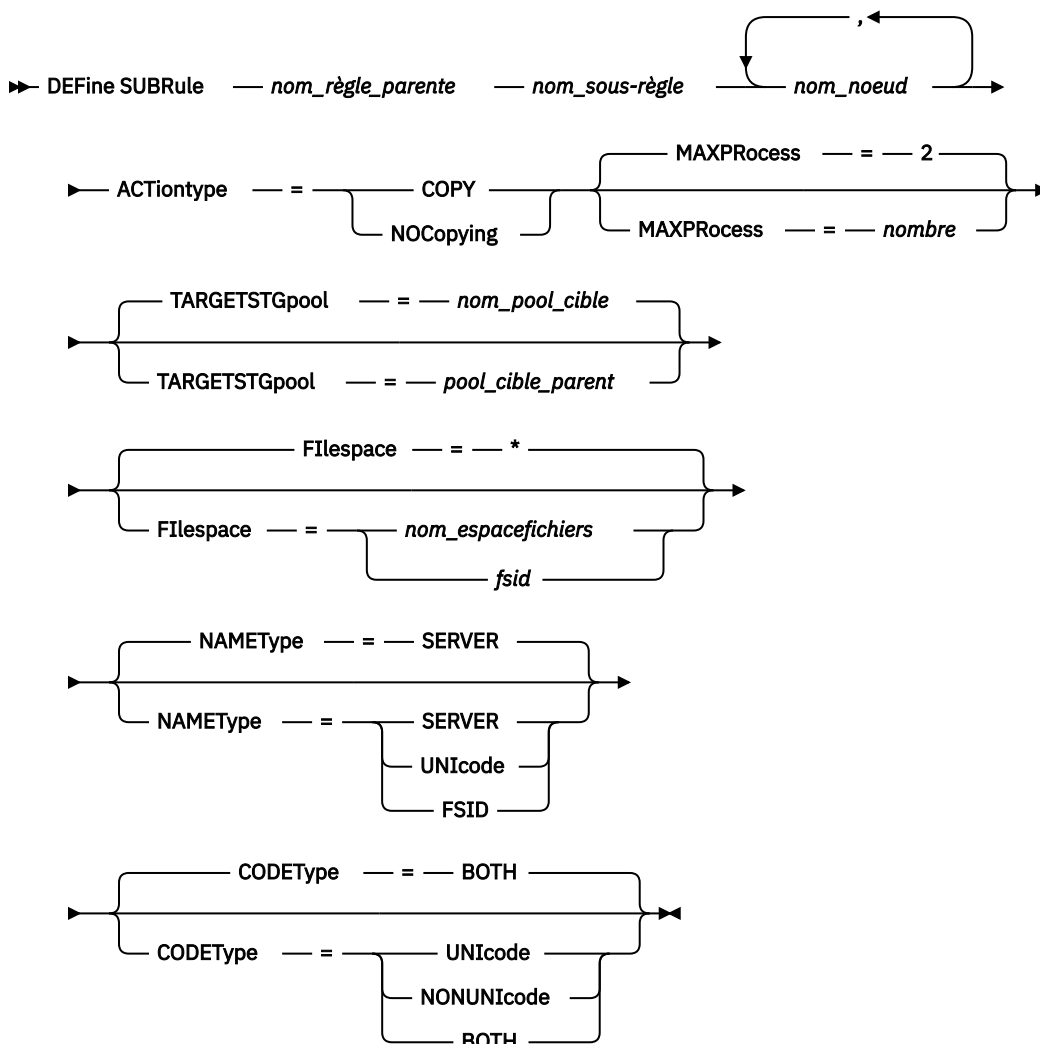 ,
DEFine SUBRule nom_règle_parente nom_sous-règle nom_noeud
MAXPRocess = 2
ACTiontype = COPY
NOCopying
MAXPRocess = nombre
TARGETSTGpool = nom_pool_cible
TARGETSTGpool = pool_cible_parent
FIlespace = *
FIlespace = nom_espacefichiers
fsid
NAMEType = SERVER
NAMEType = SERVER
UNIcode
FSID
CODEType = BOTH
CODEType = UNIcode
NONUNIcode
BOTH